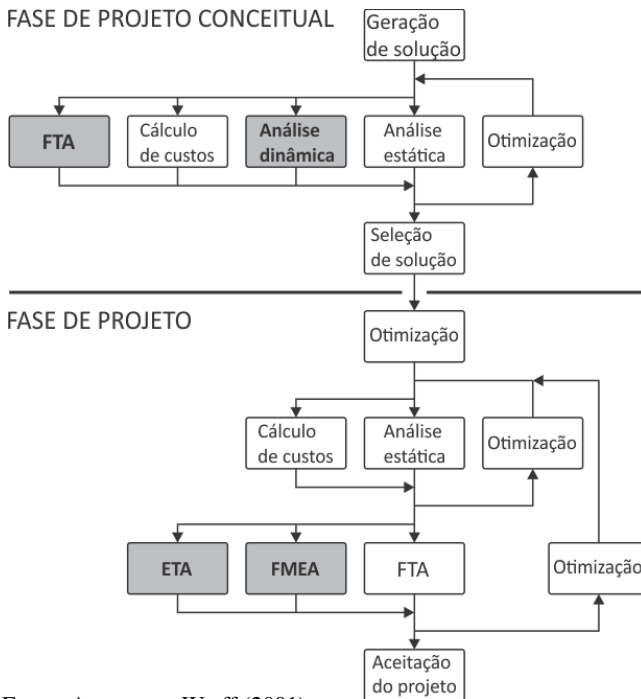 FASE DE PROJETO CONCEITUAL
Geração
de solução
FTA
Cálculo
de custos
Análise
dinâmica
Análise
estática
Otimização
Seleção
de solução
FASE DE PROJETO
Otimização
Cálculo
de custos
Análise
estática
Otimização
ETA
FMEA
FTA
Otimização
Aceitação
do projeto
(2001)